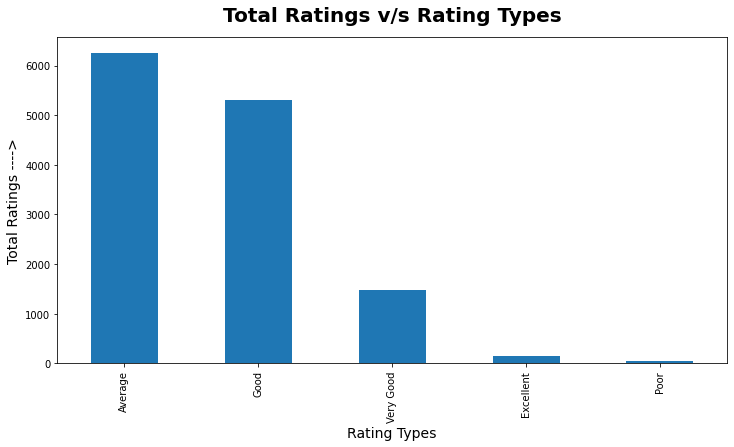 Total Ratings v/s Rating Types
Total Ratings ---->
6000
5000
4000
3000
2000
1000
0
Average
Good
Very Good
Excellent
Poor
Rating Types